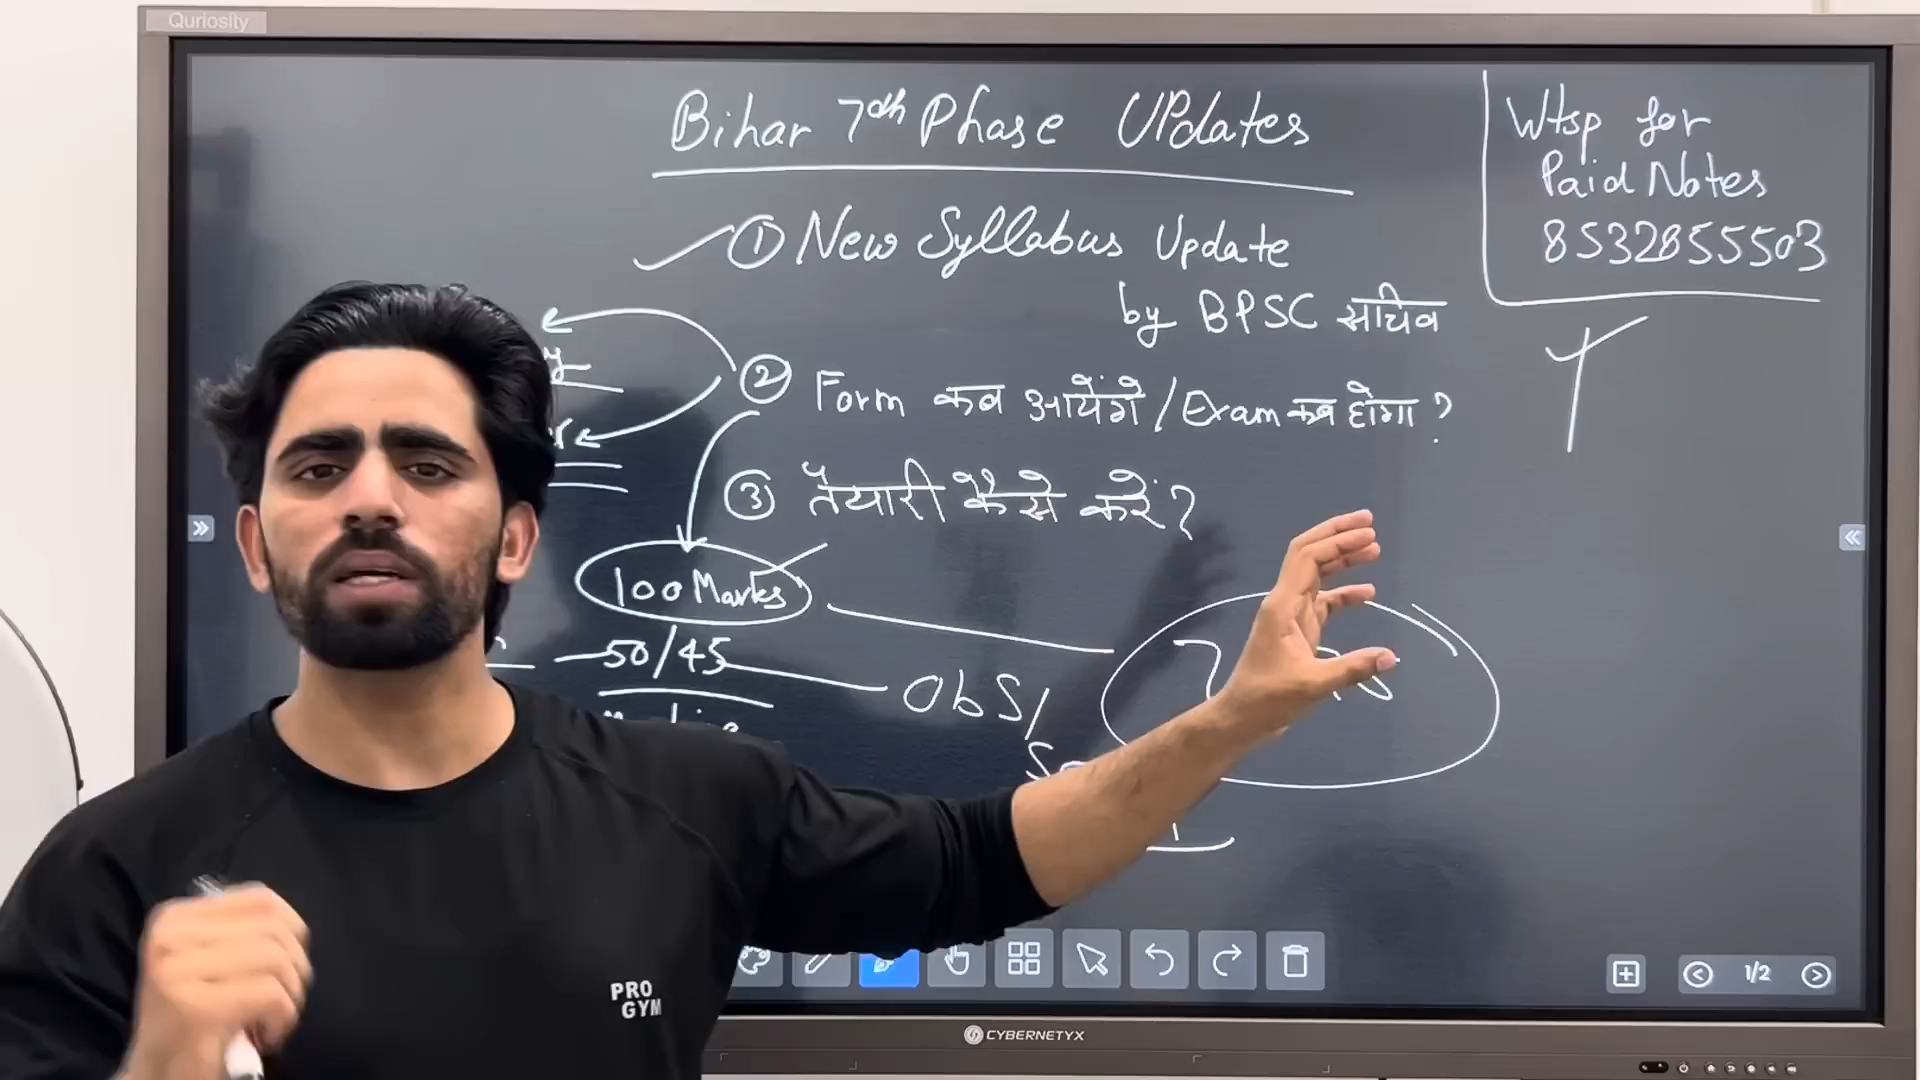 Quriosity
Bihar 7th Phase UPdates
Wtsp for
Paid Notes
8532855503
① New Syllabus Update
by BPSC सचिव
② Form कब आयेंगे / Exam कब होगा ?
③ तैयारी कैसे करें ?
100 Marks
50/45
ObS/
PRO
GYM
1/2
CYBERNETYX